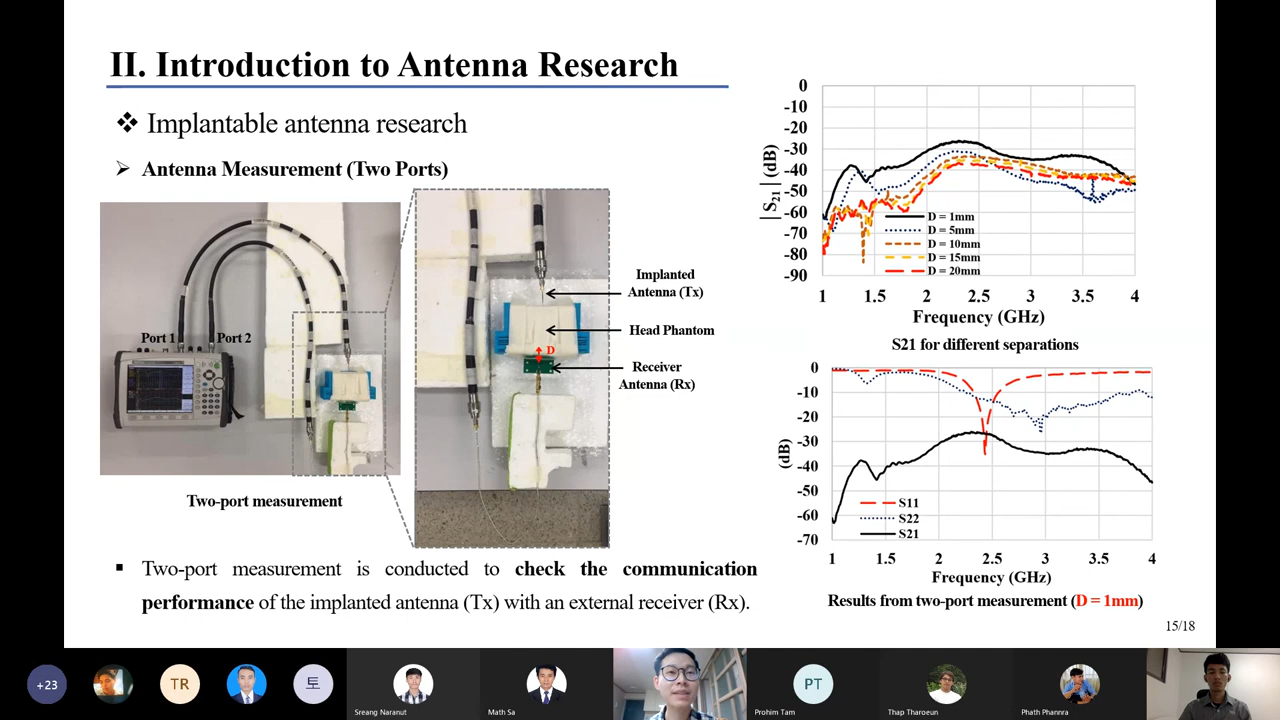 II. Introduction to Antenna Research
❖ Implantable antenna research
➢ Antenna Measurement (Two Ports)
Port 1
Port 2
Two-port measurement
D
Implanted
Antenna (Tx)
Head Phantom
Receiver
Antenna (Rx)
▪ Two-port measurement is conducted to check the communication
performance of the implanted antenna (Tx) with an external receiver (Rx).
|S21| (dB)
0
-10
-20
-30
-40
-50
-60
-70
-80
-90
D = 1mm
D = 5mm
D = 10mm
D = 15mm
D = 20mm
1 1.5 2 2.5 3 3.5 4
Frequency (GHz)
S21 for different separations
(dB)
0
-10
-20
-30
-40
-50
-60
-70
S11
S22
S21
1 1.5 2 2.5 3 3.5 4
Frequency (GHz)
Results from two-port measurement (D = 1mm)
15/18
+23
TR
토
Sreang Naranut
Math Sa
PT
Prohim Tam
Thap Tharoeun
Phath Phannra